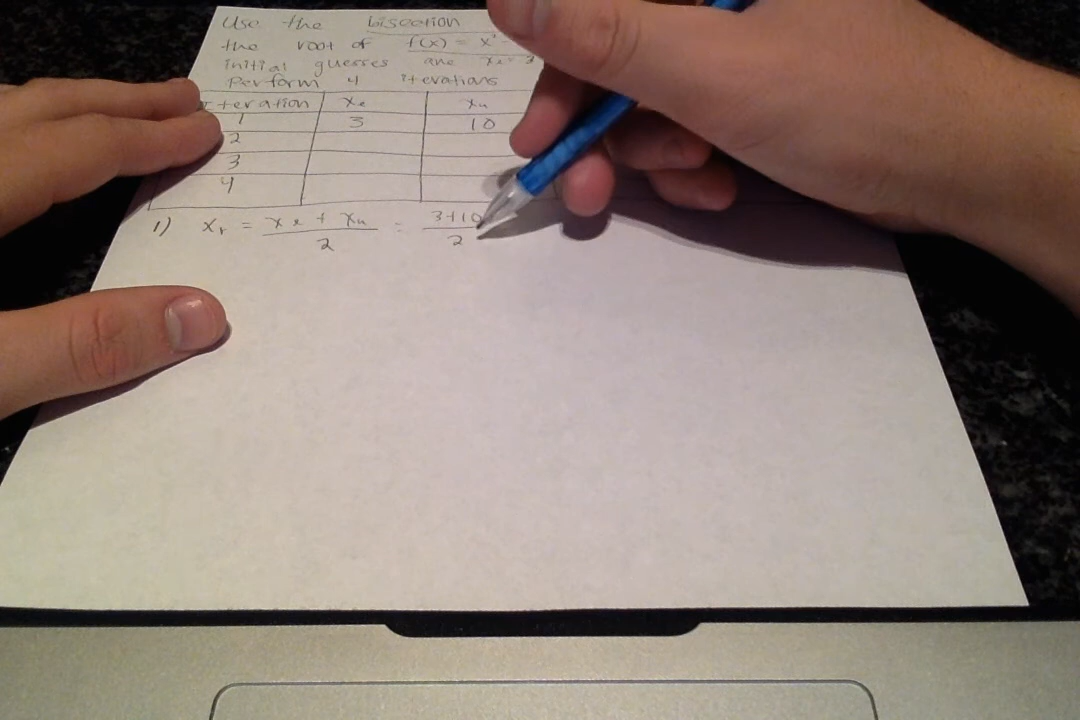 Use the bisection
the root of f(x) = x
initial guesses are
Perform 4 iterations
Iteration xₗ xᵤ
1 3 10
2
3
4
1) xᵣ = (xₗ + xᵤ)/2 = (3+10)/2